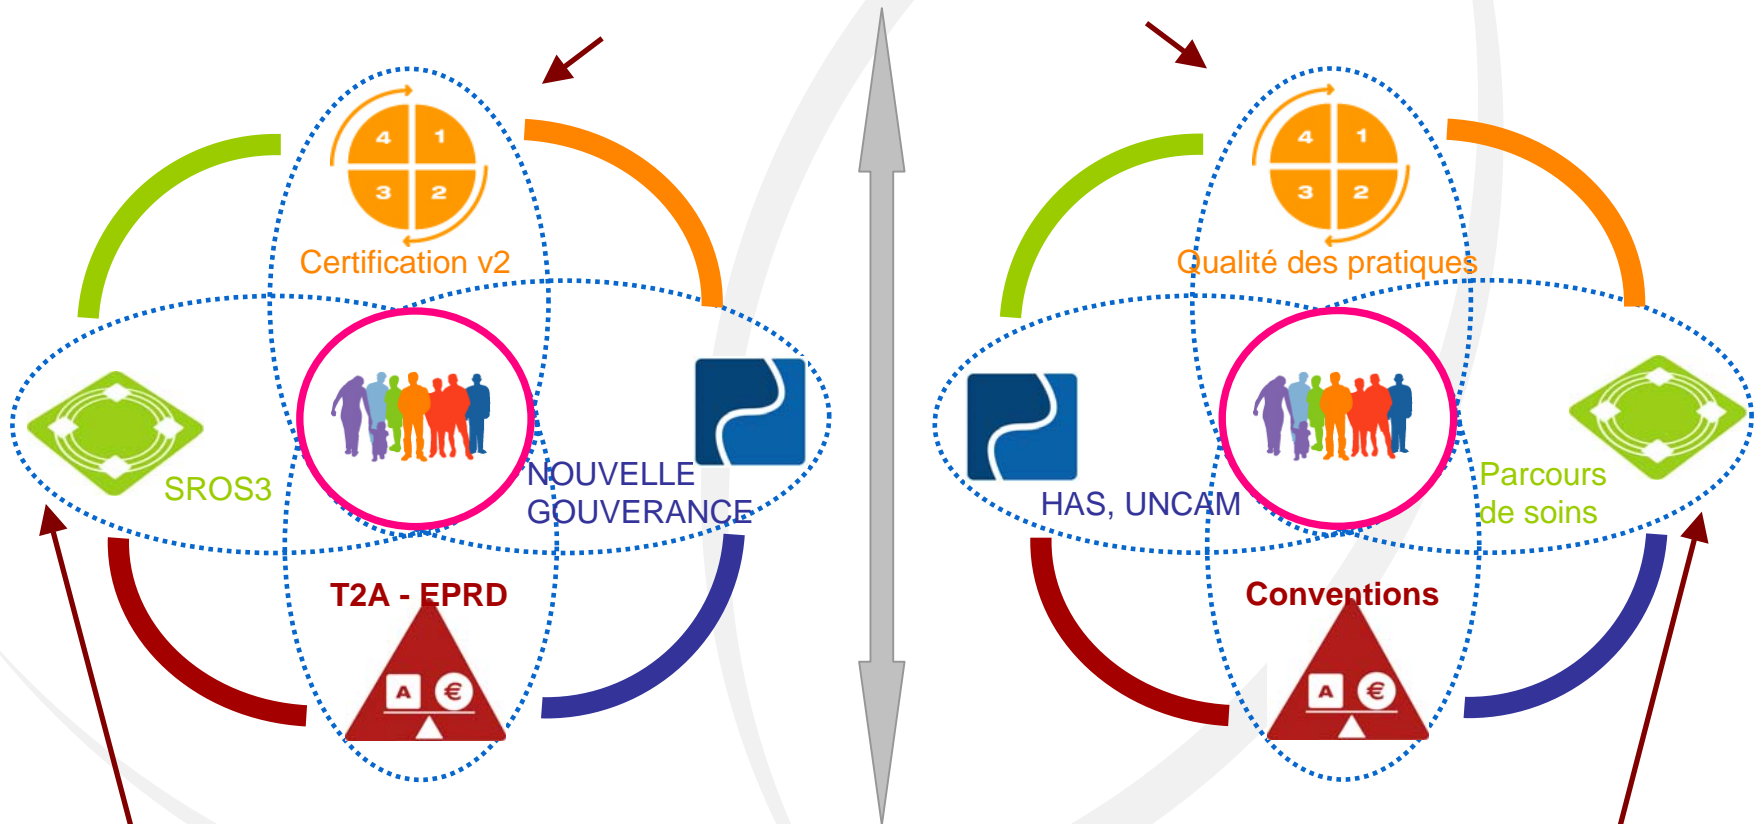 4 1
3 2
Certification v2
SROS3
NOUVELLE
GOUVERANCE
T2A - EPRD
A €
4 1
3 2
Qualité des pratiques
HAS, UNCAM
Parcours
de soins
Conventions
A €